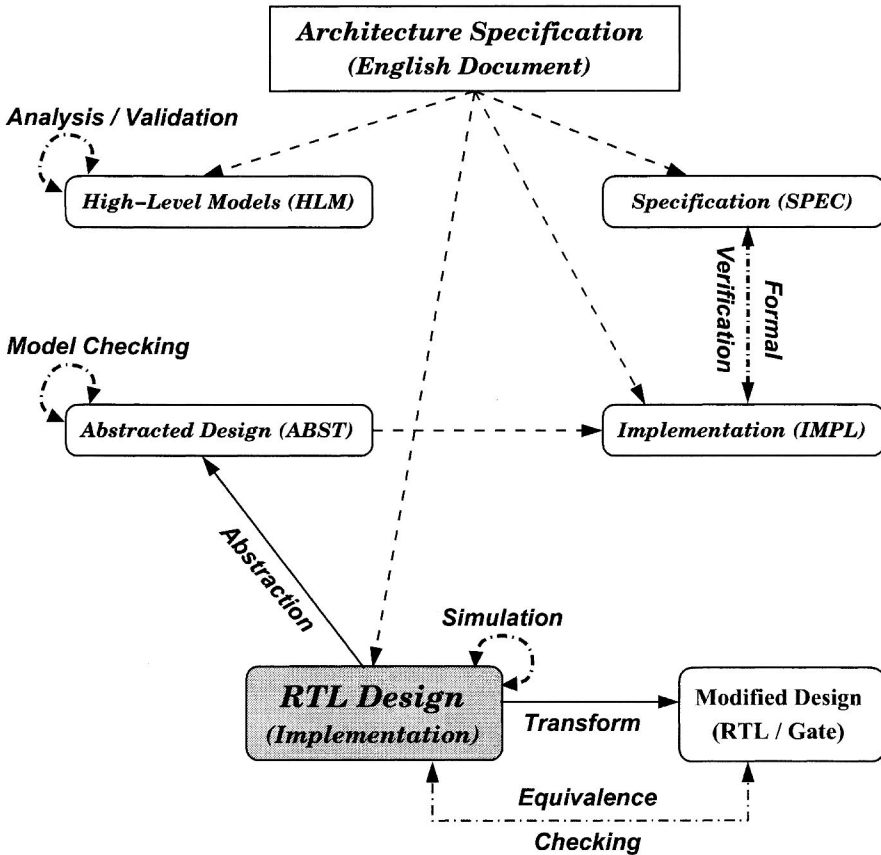 Architecture Specification
(English Document)
Analysis / Validation
High–Level Models (HLM)
Specification (SPEC)
Formal
Verification
Model Checking
Abstracted Design (ABST)
Implementation (IMPL)
Abstraction
Simulation
RTL Design
(Implementation)
Transform
Modified Design
(RTL / Gate)
Equivalence
Checking